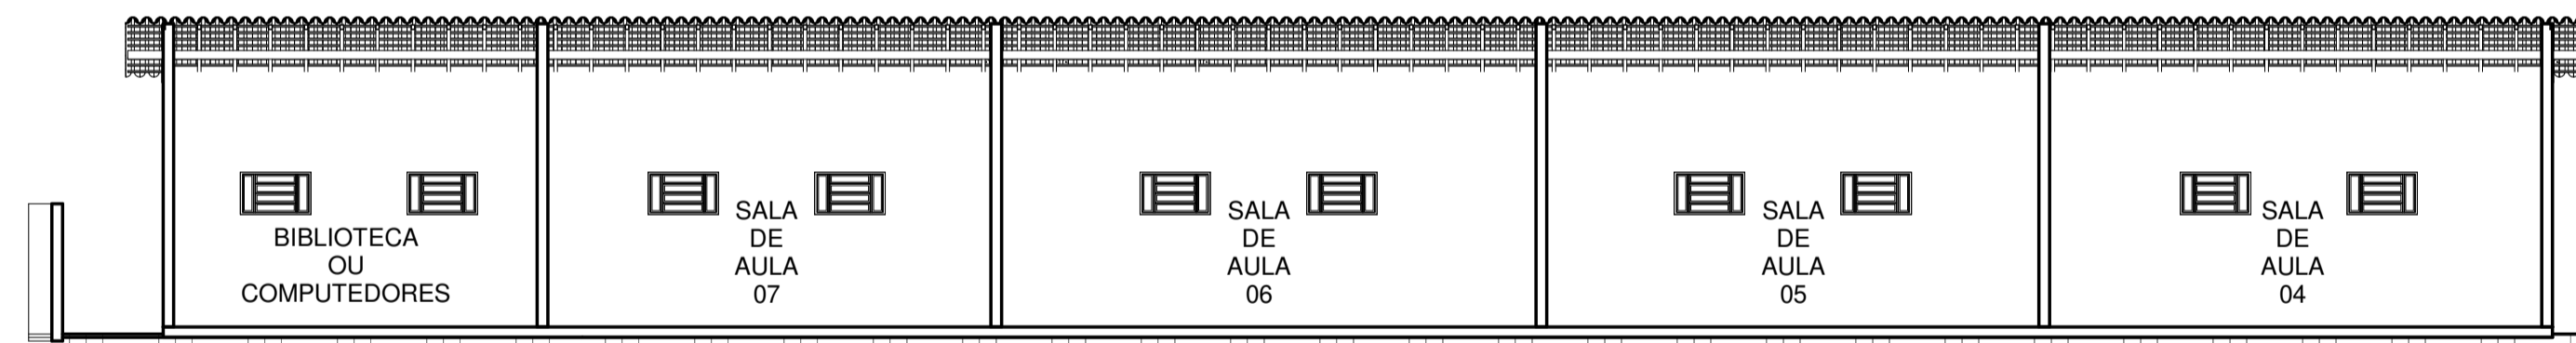 BIBLIOTECA
OU
COMPUTEDORES
SALA
DE
AULA
07
SALA
DE
AULA
06
SALA
DE
AULA
05
SALA
DE
AULA
04